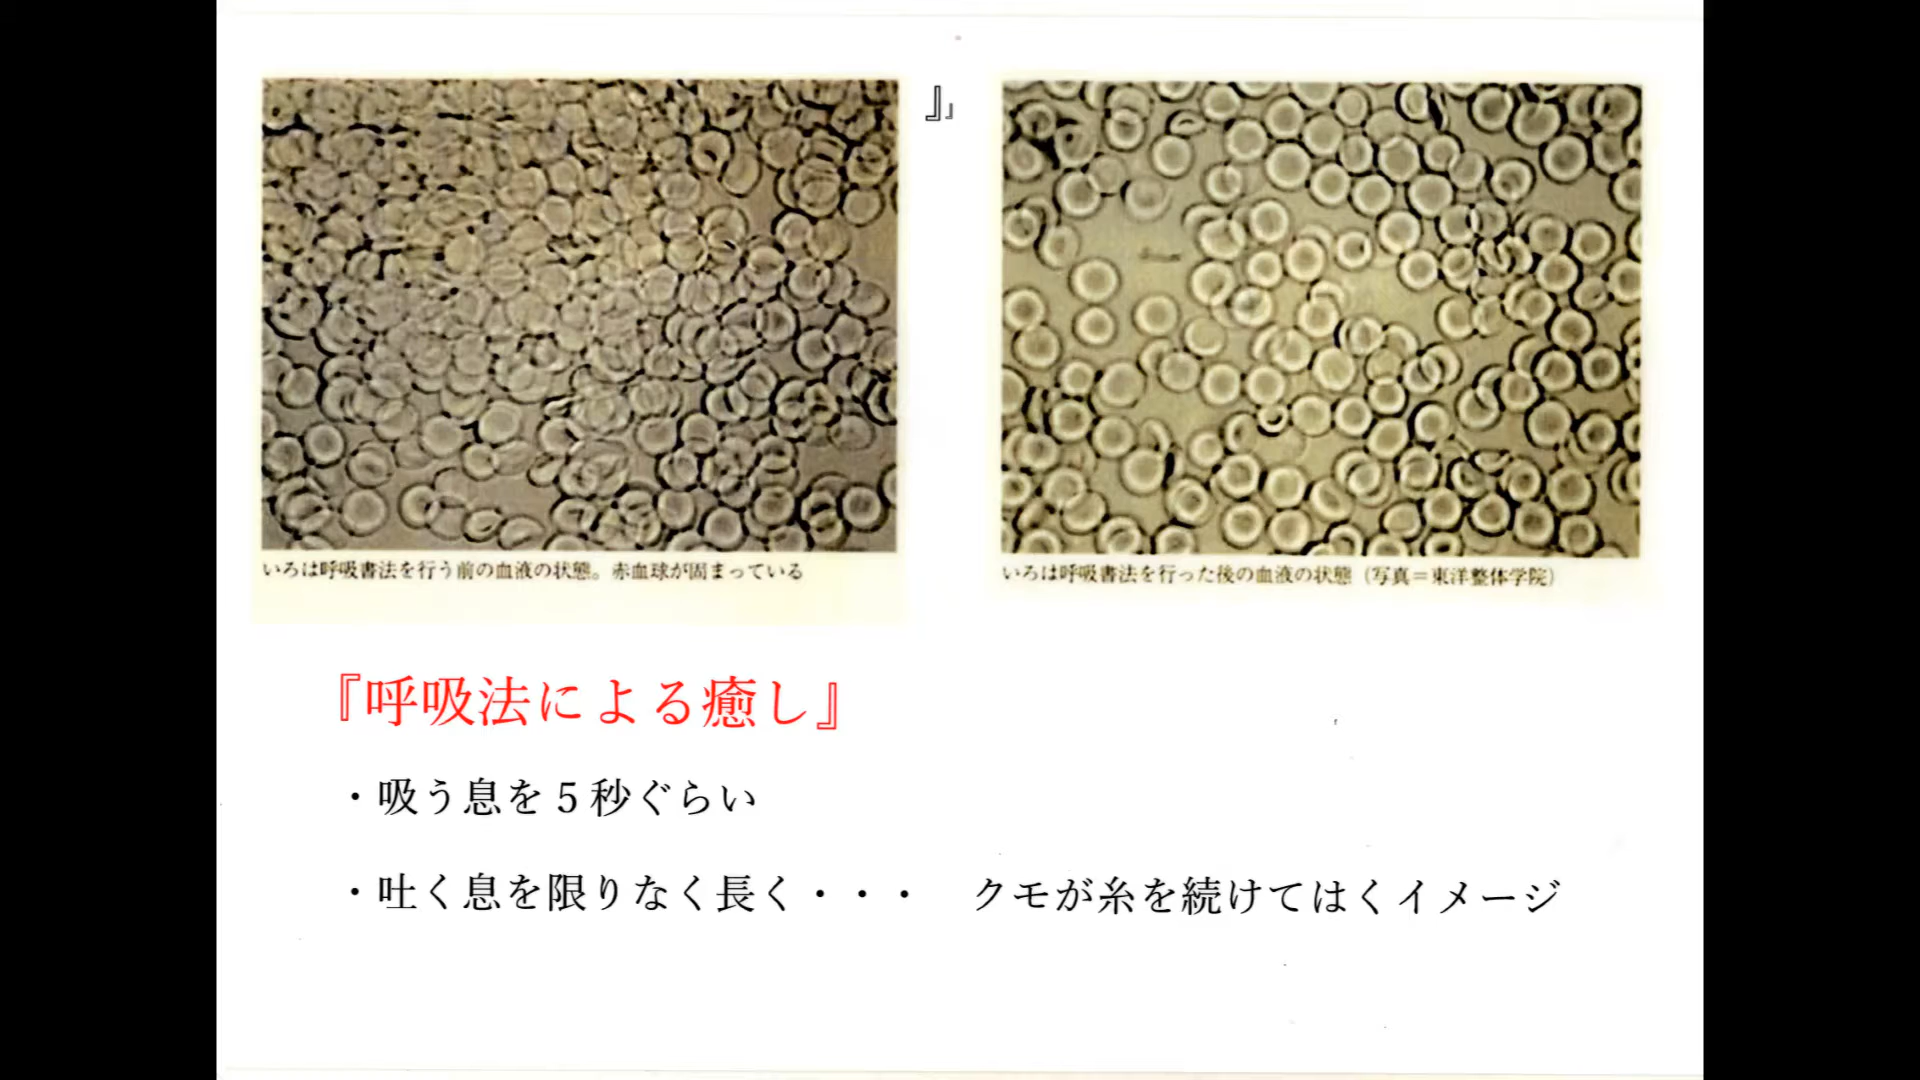 』」
いろは呼吸書法を行う前の血液の状態。赤血球が固まっている
いろは呼吸書法を行った後の血液の状態（写真＝東洋整体学院）
『呼吸法による癒し』
・吸う息を５秒ぐらい
・吐く息を限りなく長く・・・　クモが糸を続けてはくイメージ